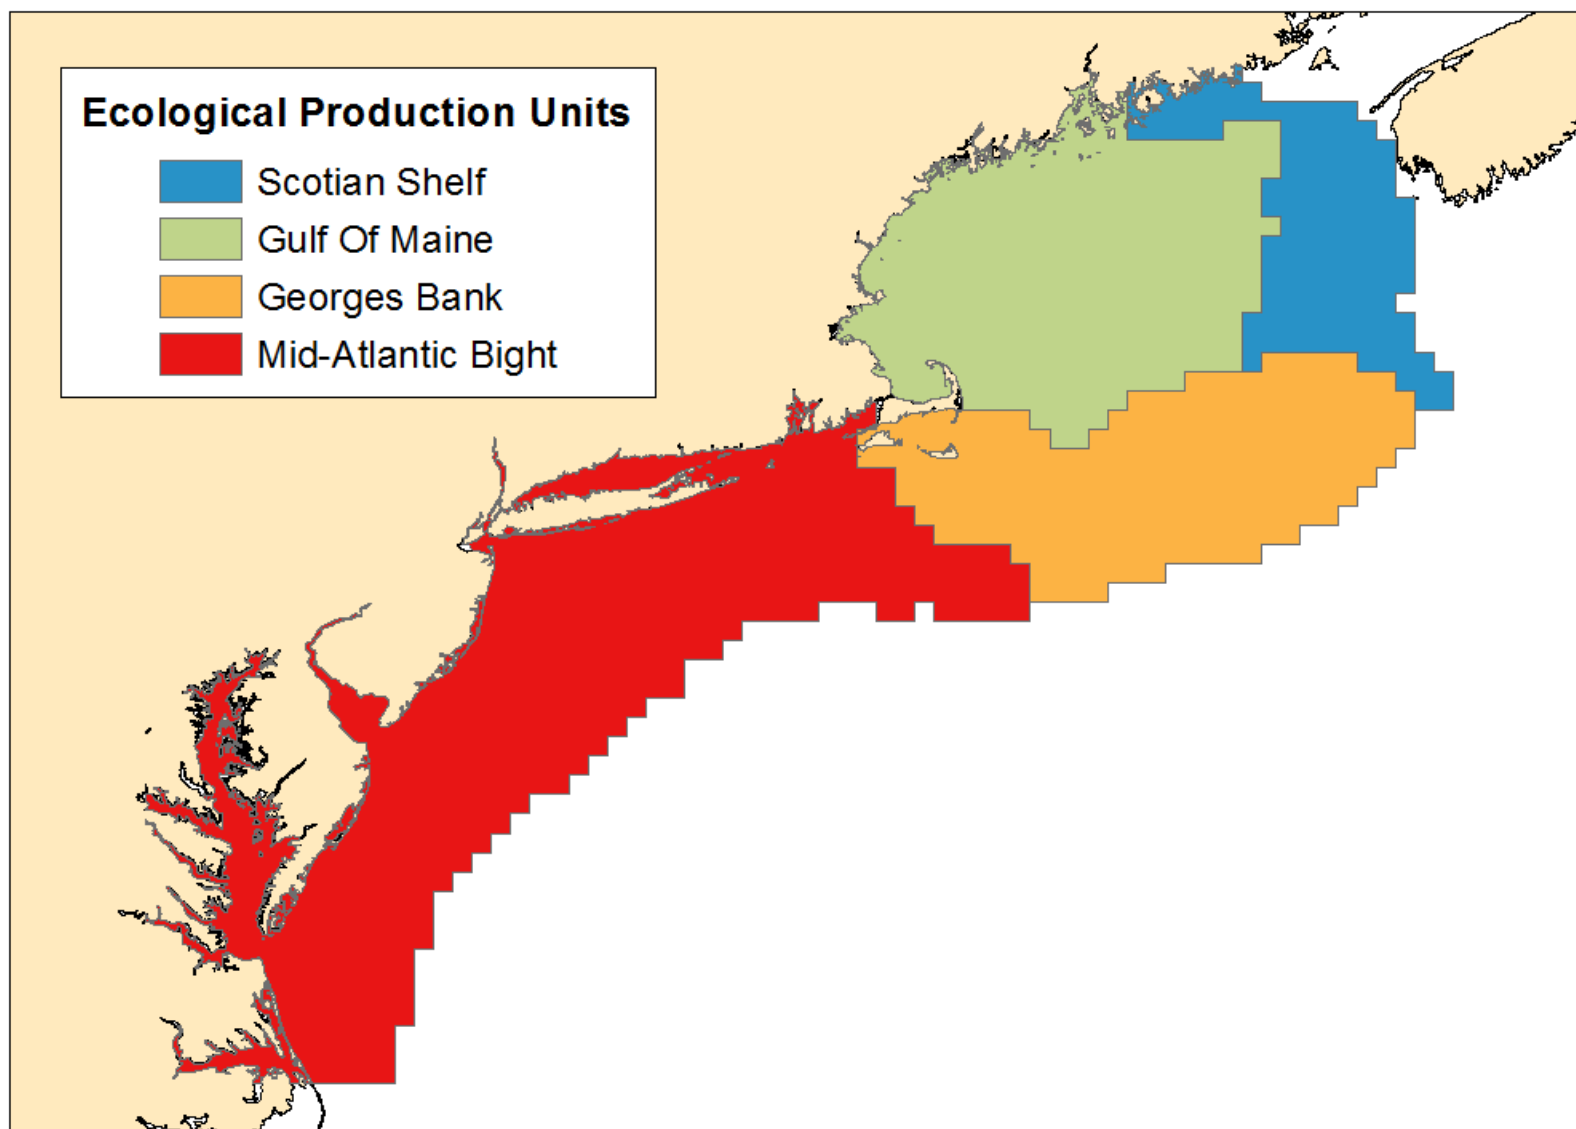 Ecological Production Units
Scotian Shelf
Gulf Of Maine
Georges Bank
Mid-Atlantic Bight